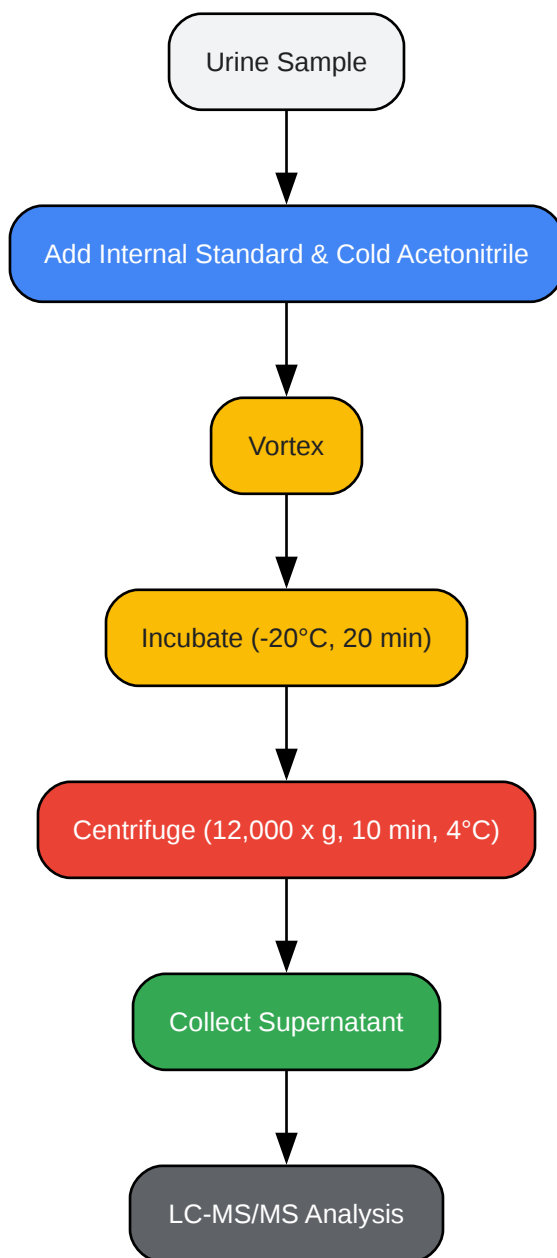 Urine Sample
Add Internal Standard & Cold Acetonitrile
Vortex
Incubate (-20°C, 20 min)
Centrifuge (12,000 x g, 10 min, 4°C)
Collect Supernatant
LC-MS/MS Analysis